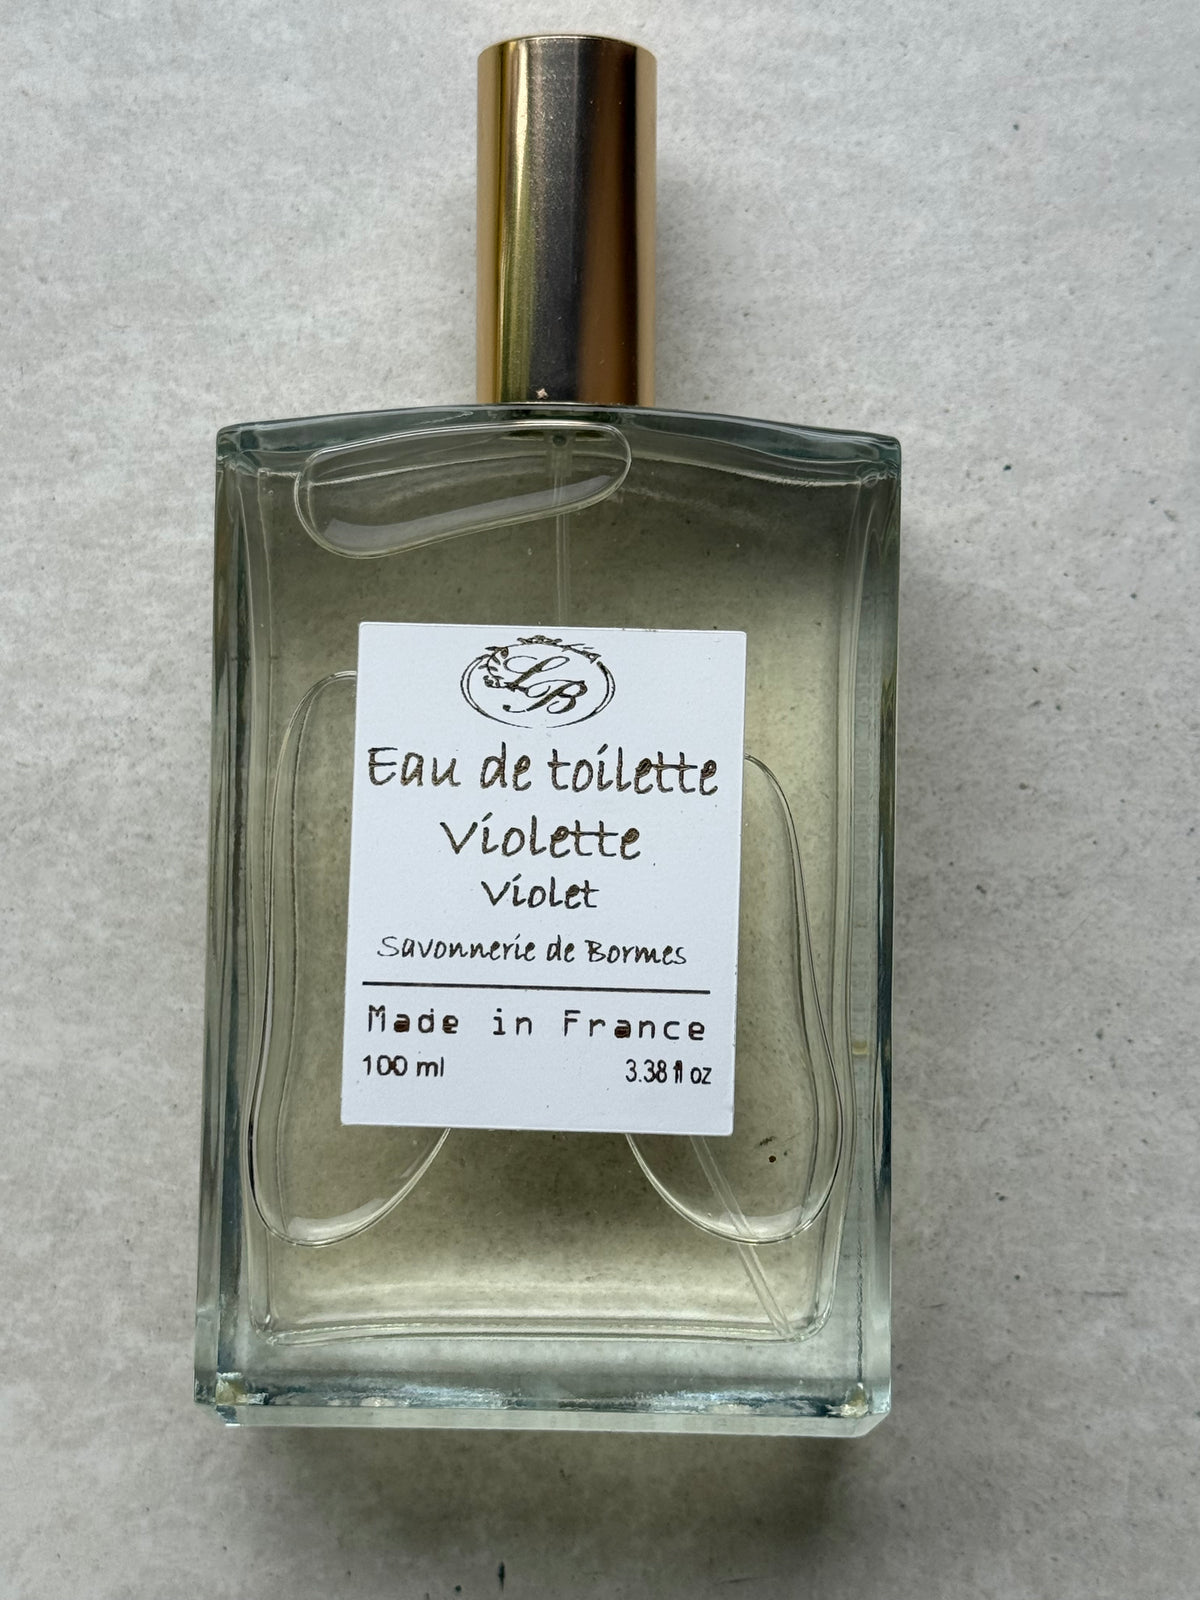 LB
Eau de toilette
Violette
Violet
Savonnerie de Bormes
Made in France
100 ml 3.38 fl oz